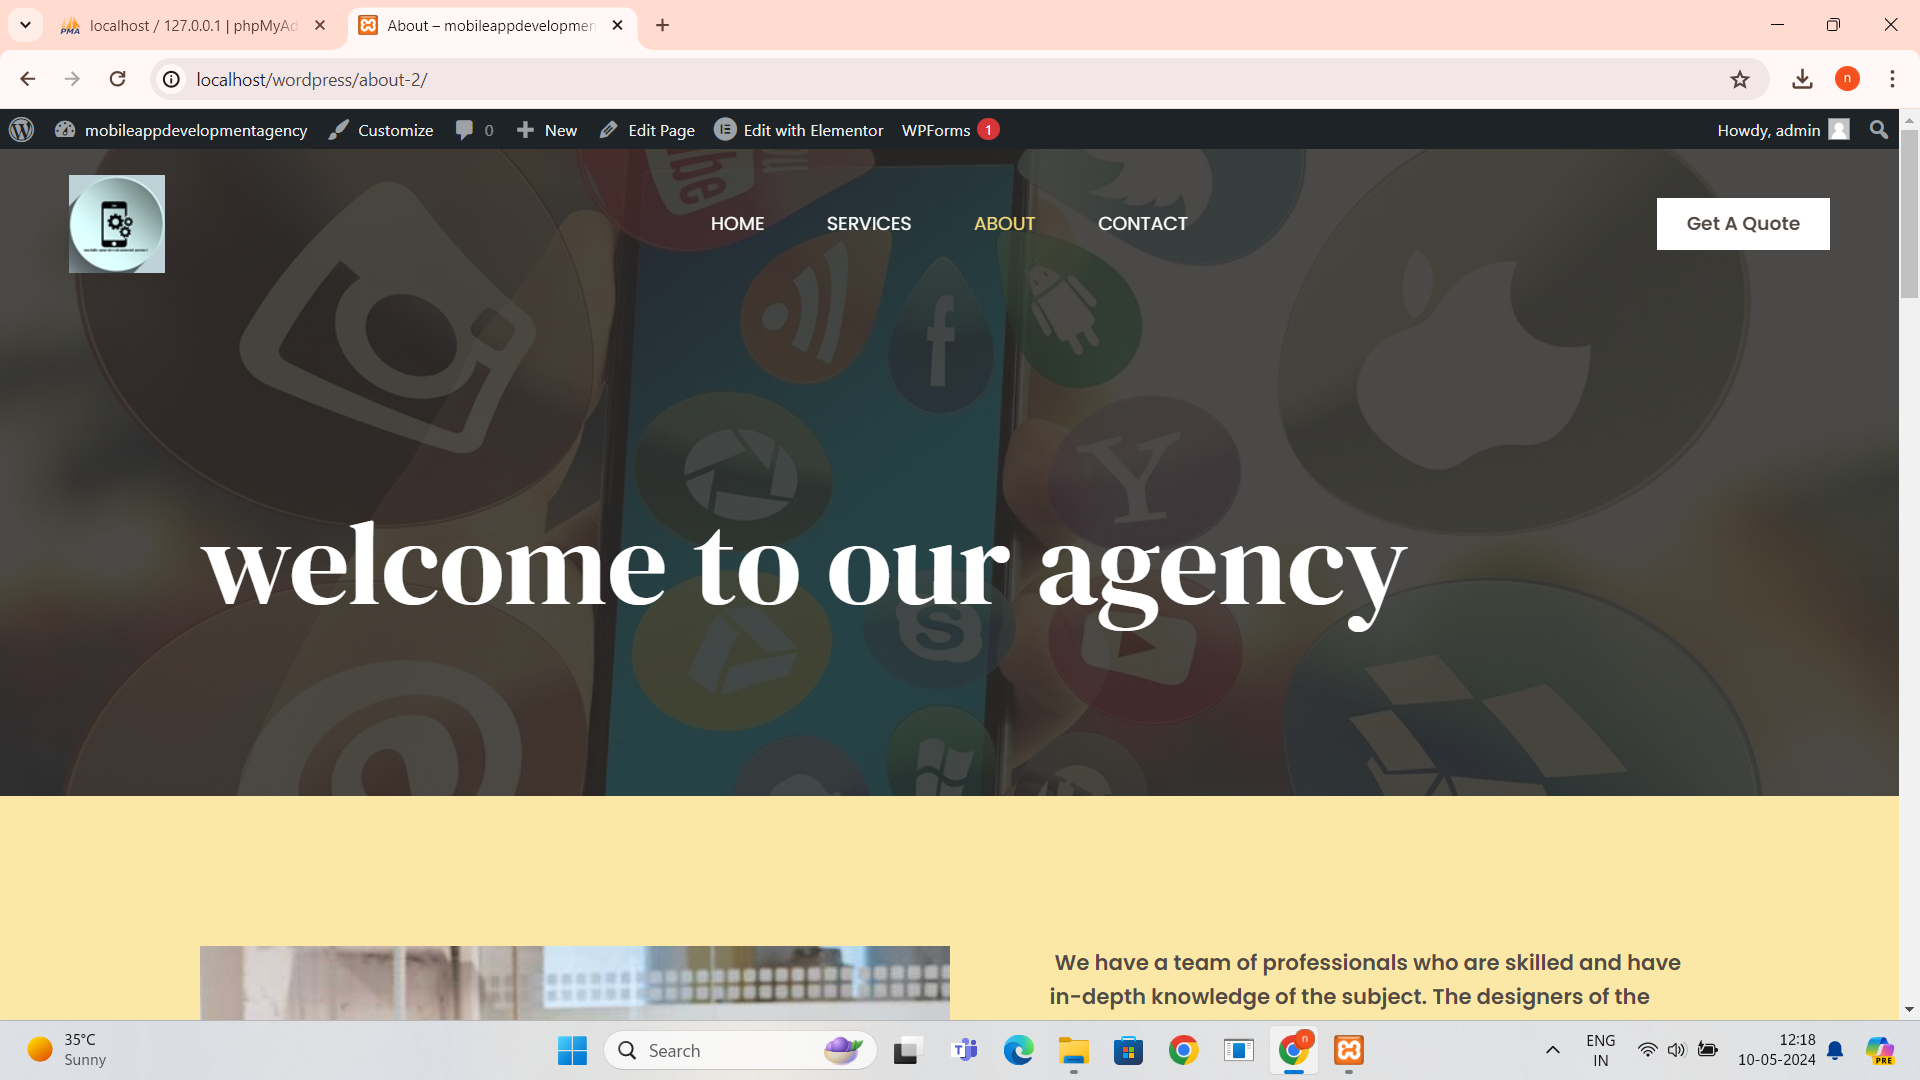 localhost / 127.0.0.1 | phpMyAd
About – mobileappdevelopmen
localhost/wordpress/about-2/
n
mobileappdevelopmentagency
Customize
0
New
Edit Page
Edit with Elementor
WPForms 1
Howdy, admin
HOME
SERVICES
ABOUT
CONTACT
Get A Quote
welcome to our agency
We have a team of professionals who are skilled and have
in-depth knowledge of the subject. The designers of the
35°C
Sunny
Search
ENG
IN
12:18
10-05-2024
PRE